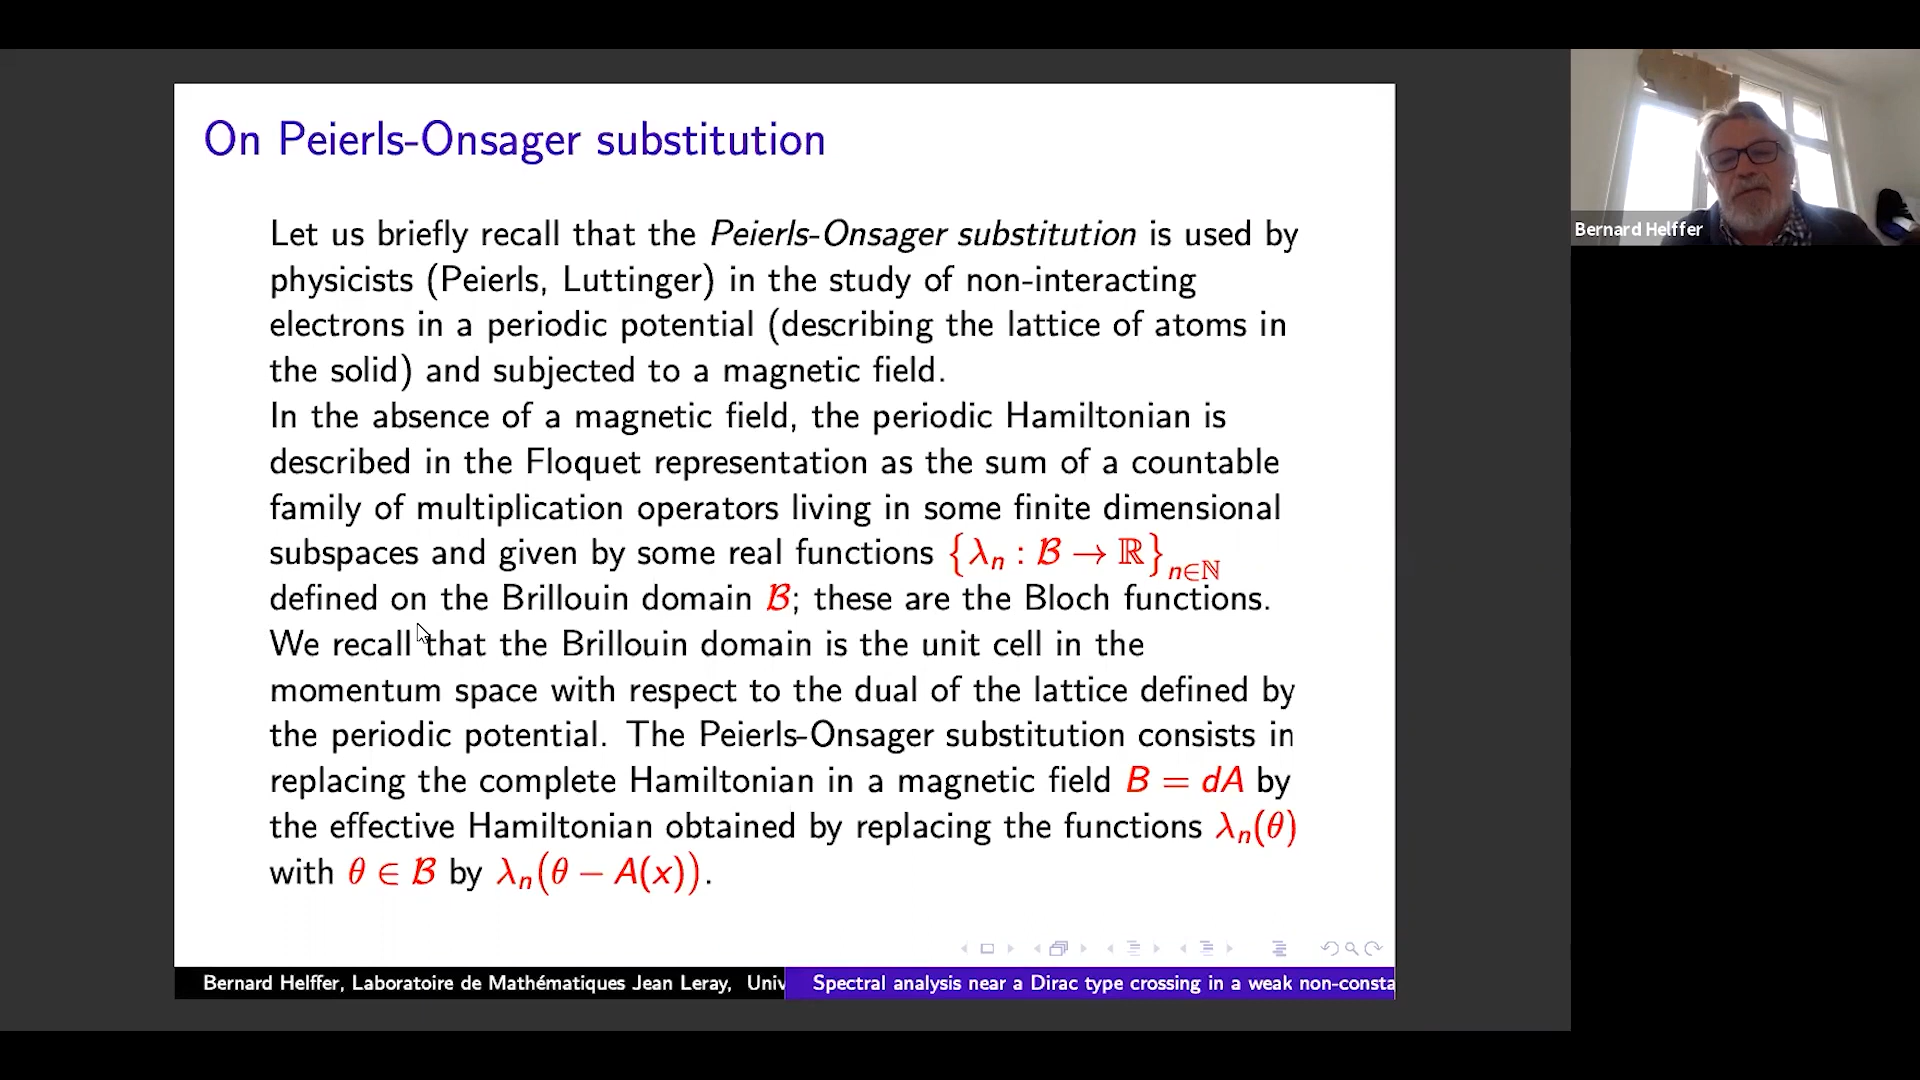 On Peierls-Onsager substitution
Let us briefly recall that the Peierls-Onsager substitution is used by
physicists (Peierls, Luttinger) in the study of non-interacting
electrons in a periodic potential (describing the lattice of atoms in
the solid) and subjected to a magnetic field.
In the absence of a magnetic field, the periodic Hamiltonian is
described in the Floquet representation as the sum of a countable
family of multiplication operators living in some finite dimensional
subspaces and given by some real functions {λₙ : ℬ → ℝ}ₙ∈ℕ
defined on the Brillouin domain ℬ; these are the Bloch functions.
We recall that the Brillouin domain is the unit cell in the
momentum space with respect to the dual of the lattice defined by
the periodic potential. The Peierls-Onsager substitution consists in
replacing the complete Hamiltonian in a magnetic field B = dA by
the effective Hamiltonian obtained by replacing the functions λₙ(θ)
with θ ∈ ℬ by λₙ(θ − A(x)).
Bernard Helffer, Laboratoire de Mathématiques Jean Leray, Univ
Spectral analysis near a Dirac type crossing in a weak non-consta
Bernard Helffer